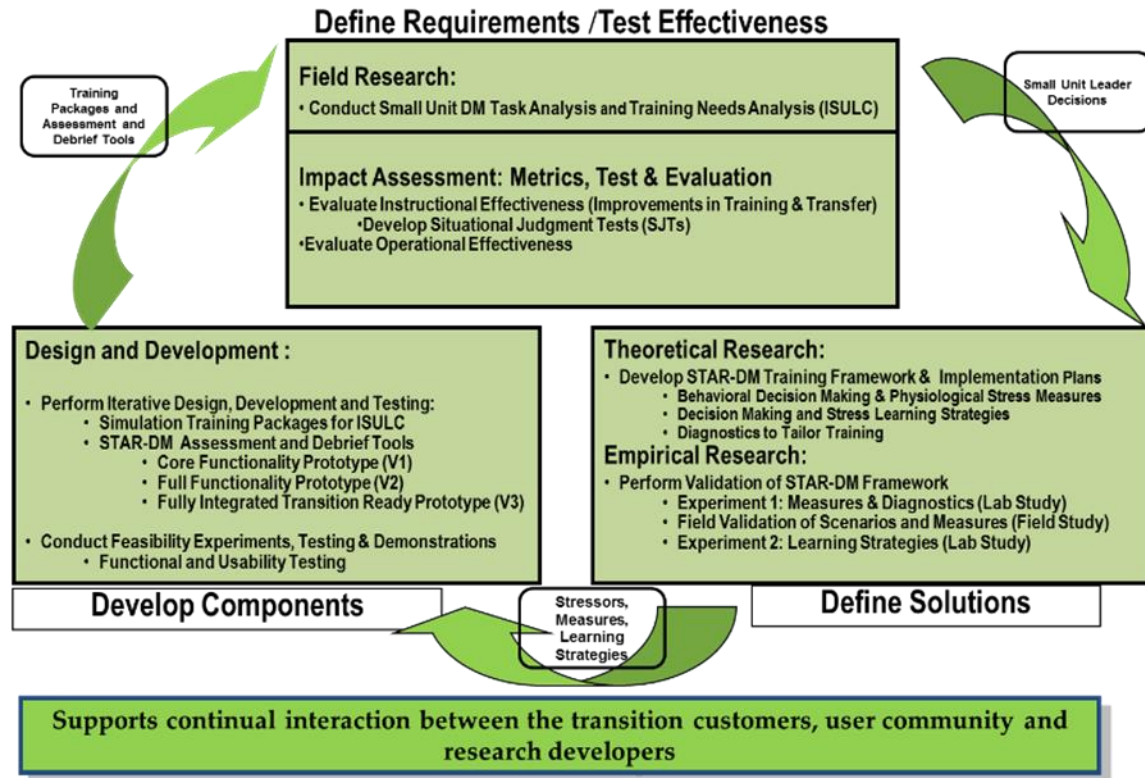 Define Requirements /Test Effectiveness
Training
Packages and
Assessment and
Debrief Tools
Field Research:
• Conduct Small Unit DM Task Analysis and Training Needs Analysis (ISULC)
Impact Assessment: Metrics, Test & Evaluation
• Evaluate Instructional Effectiveness (Improvements in Training & Transfer)
•Develop Situational Judgment Tests (SJTs)
•Evaluate Operational Effectiveness
Small Unit Leader
Decisions
Design and Development :
• Perform Iterative Design, Development and Testing:
• Simulation Training Packages for ISULC
• STAR-DM Assessment and Debrief Tools
• Core Functionality Prototype (V1)
• Full Functionality Prototype (V2)
• Fully Integrated Transition Ready Prototype (V3)
• Conduct Feasibility Experiments, Testing & Demonstrations
• Functional and Usability Testing
Develop Components
Theoretical Research:
• Develop STAR-DM Training Framework & Implementation Plans
• Behavioral Decision Making & Physiological Stress Measures
• Decision Making and Stress Learning Strategies
• Diagnostics to Tailor Training
Empirical Research:
• Perform Validation of STAR-DM Framework
• Experiment 1: Measures & Diagnostics (Lab Study)
• Field Validation of Scenarios and Measures (Field Study)
• Experiment 2: Learning Strategies (Lab Study)
Define Solutions
Stressors,
Measures,
Learning
Strategies
Supports continual interaction between the transition customers, user community and
research developers